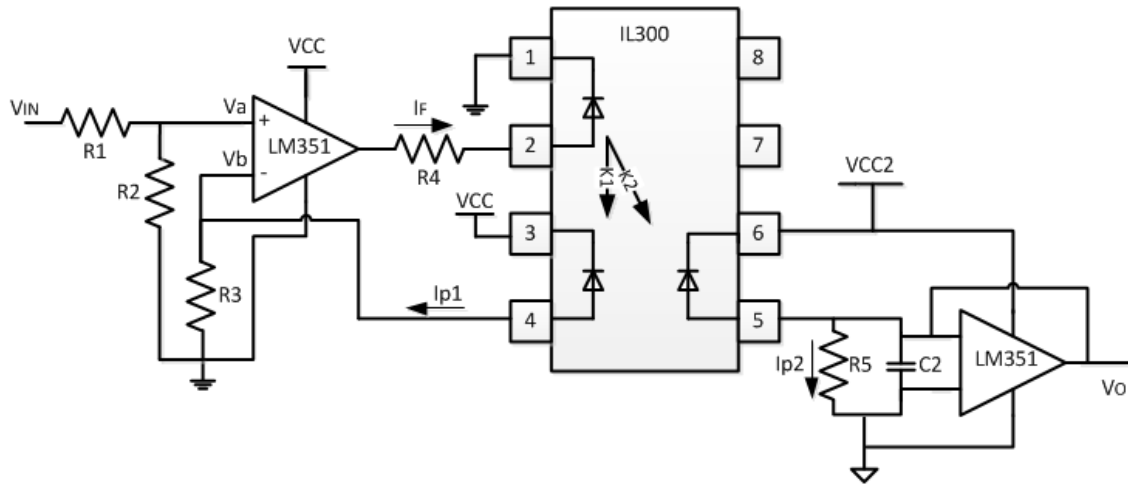 IL300
VCC
1
8
VIN
Va
IF
+
LM351
R1
Vb
-
2
7
R4
R2
K1
K2
VCC
VCC2
3
6
R3
Ip1
4
5
Ip2
R5
C2
LM351
VO